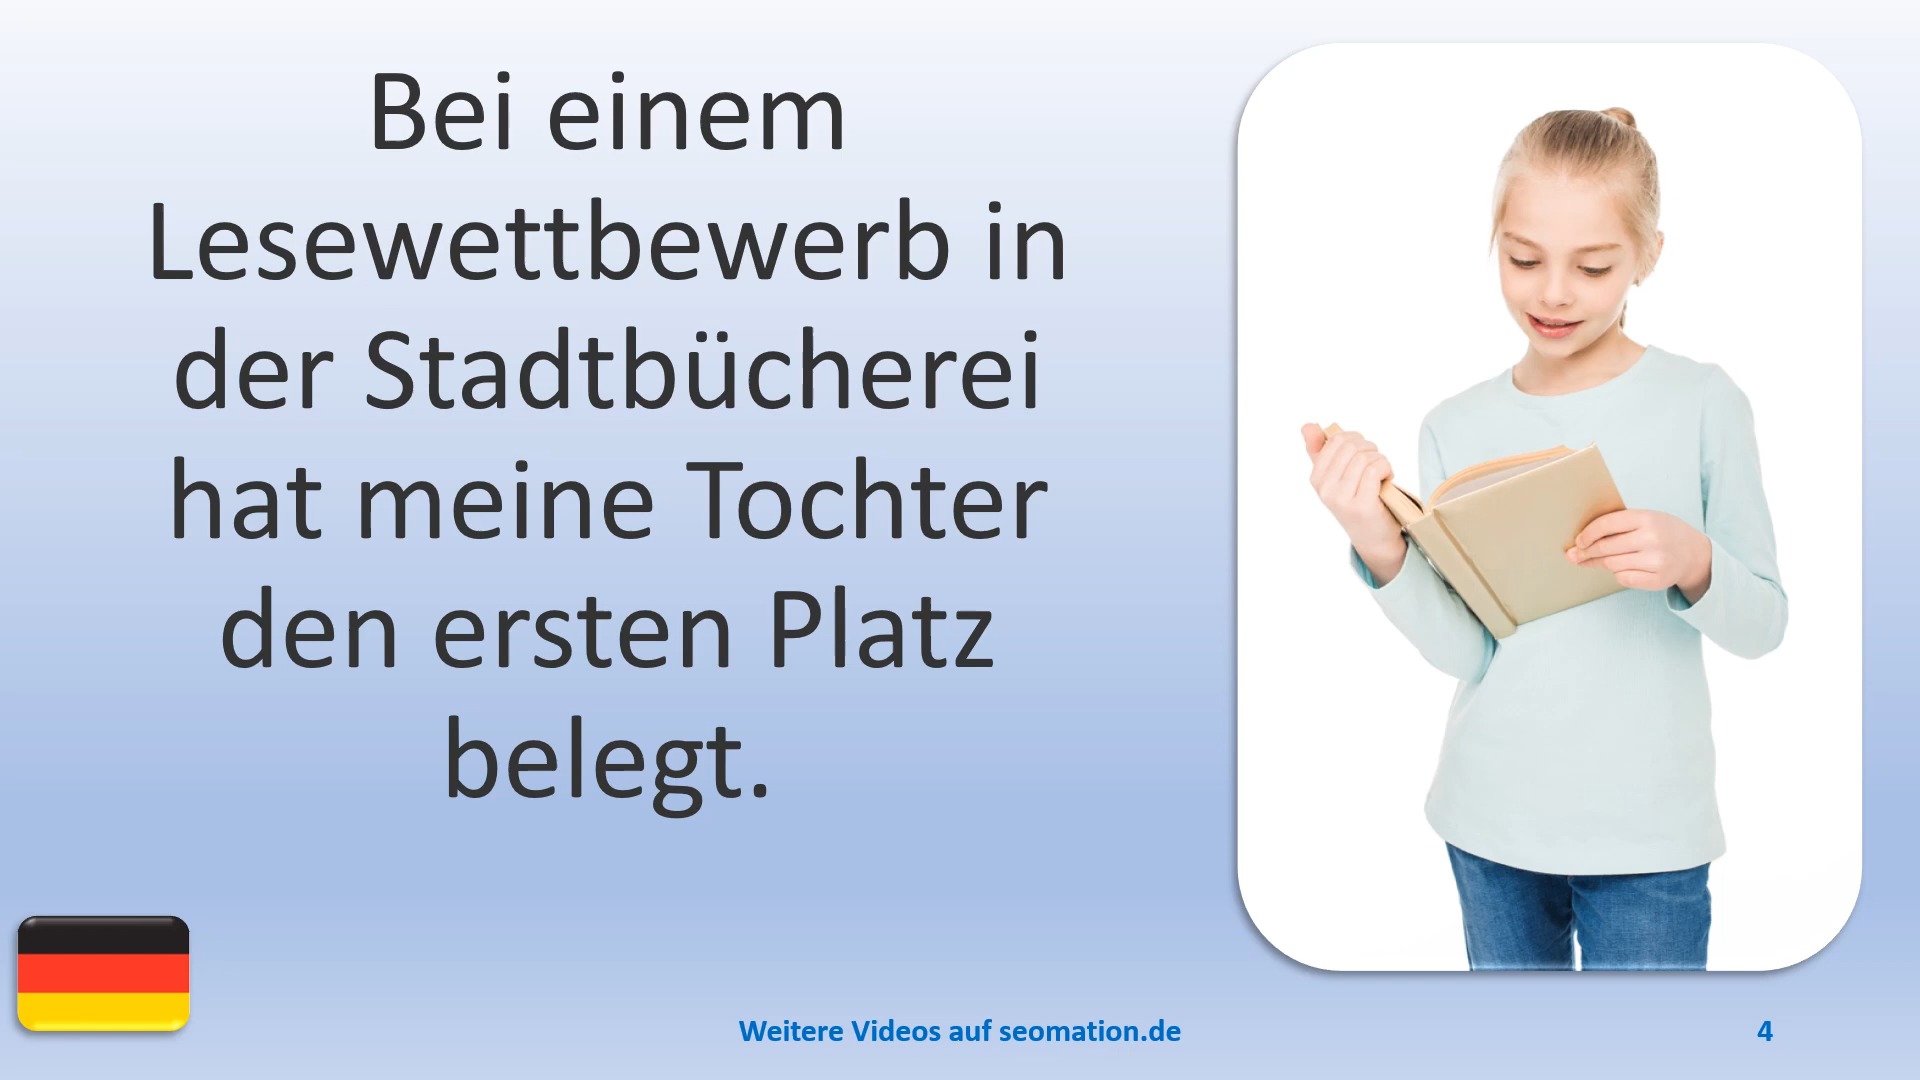 Bei einem
Lesewettbewerb in
der Stadtbücherei
hat meine Tochter
den ersten Platz
belegt.
Weitere Videos auf seomation.de
4